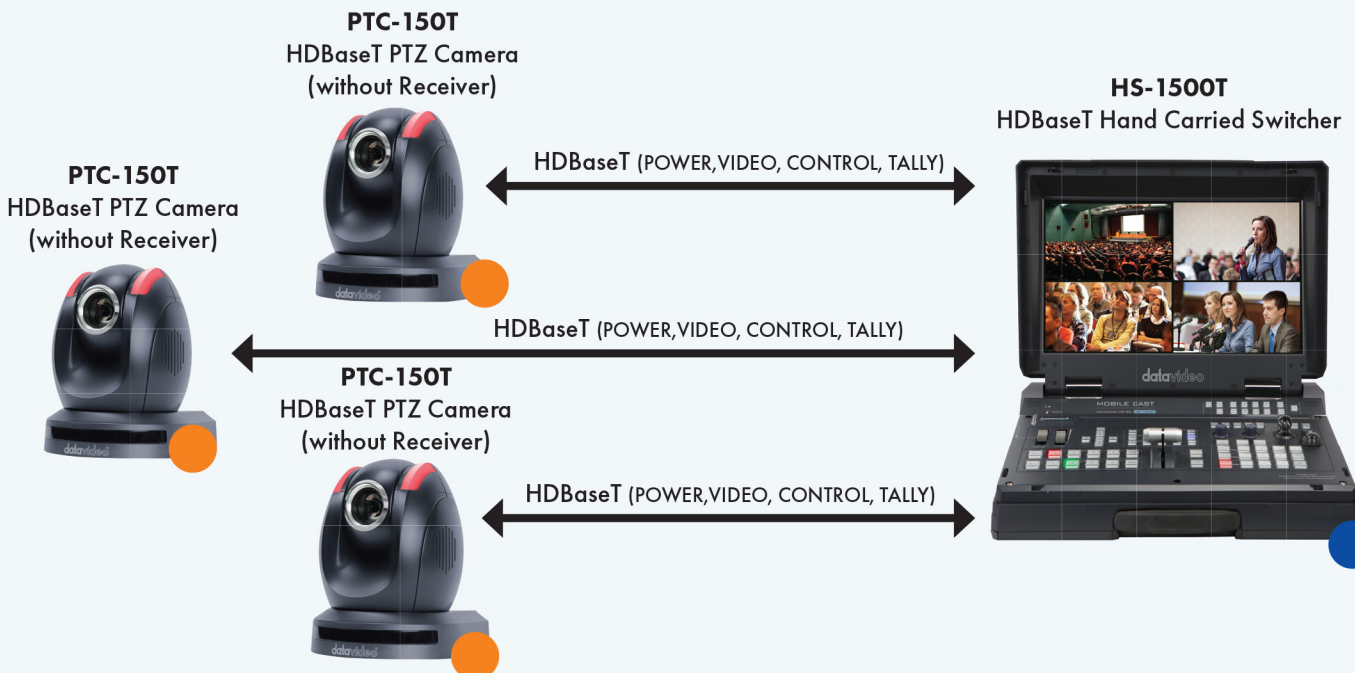 PTC-150T
HDBaseT PTZ Camera
(without Receiver)
datavideo
HDBaseT (POWER,VIDEO, CONTROL, TALLY)
HS-1500T
HDBaseT Hand Carried Switcher
datavideo
MOBILE CAST
PTC-150T
HDBaseT PTZ Camera
(without Receiver)
datavideo
HDBaseT (POWER,VIDEO, CONTROL, TALLY)
PTC-150T
HDBaseT PTZ Camera
(without Receiver)
datavideo
HDBaseT (POWER,VIDEO, CONTROL, TALLY)